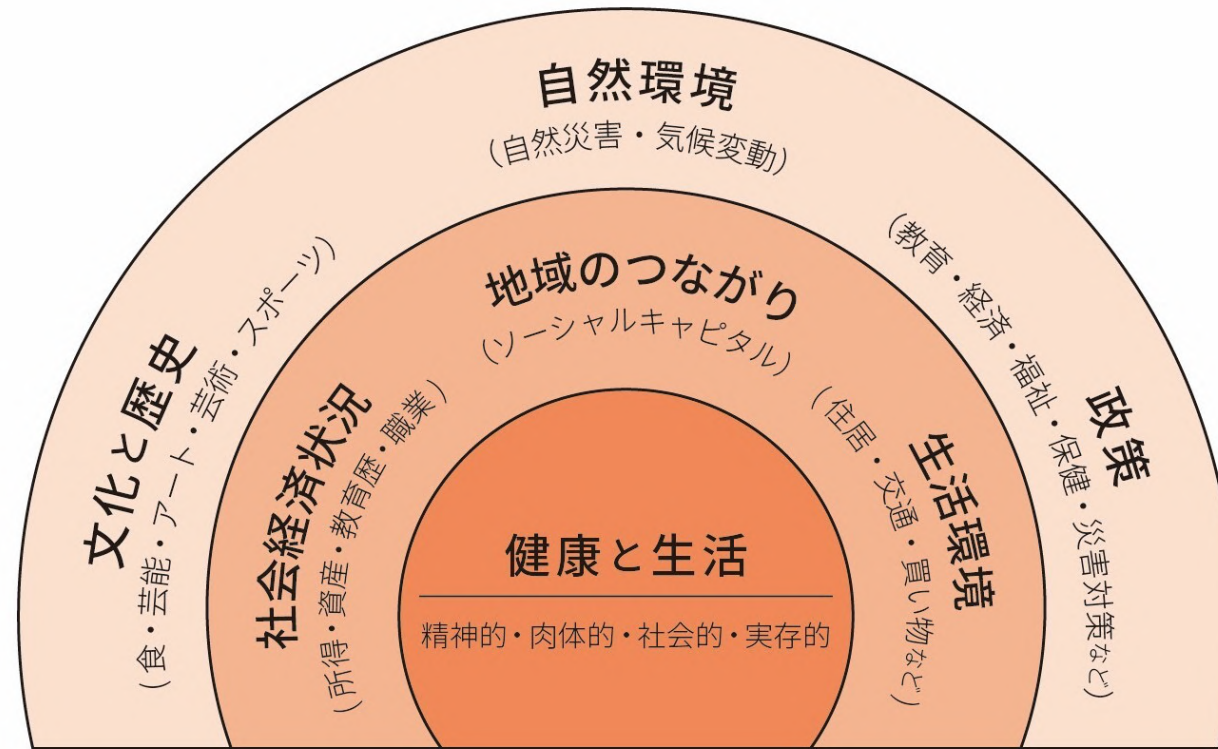 自然環境
(自然災害・気候変動)
文化と歴史
(食・芸能・アート・芸術・スポーツ)
政策
(教育・経済・福祉・保健・災害対策など)
地域のつながり
(ソーシャルキャピタル)
社会経済状況
(所得・資産・教育歴・職業)
生活環境
(住居・交通・買い物など)
健康と生活
精神的・肉体的・社会的・実存的